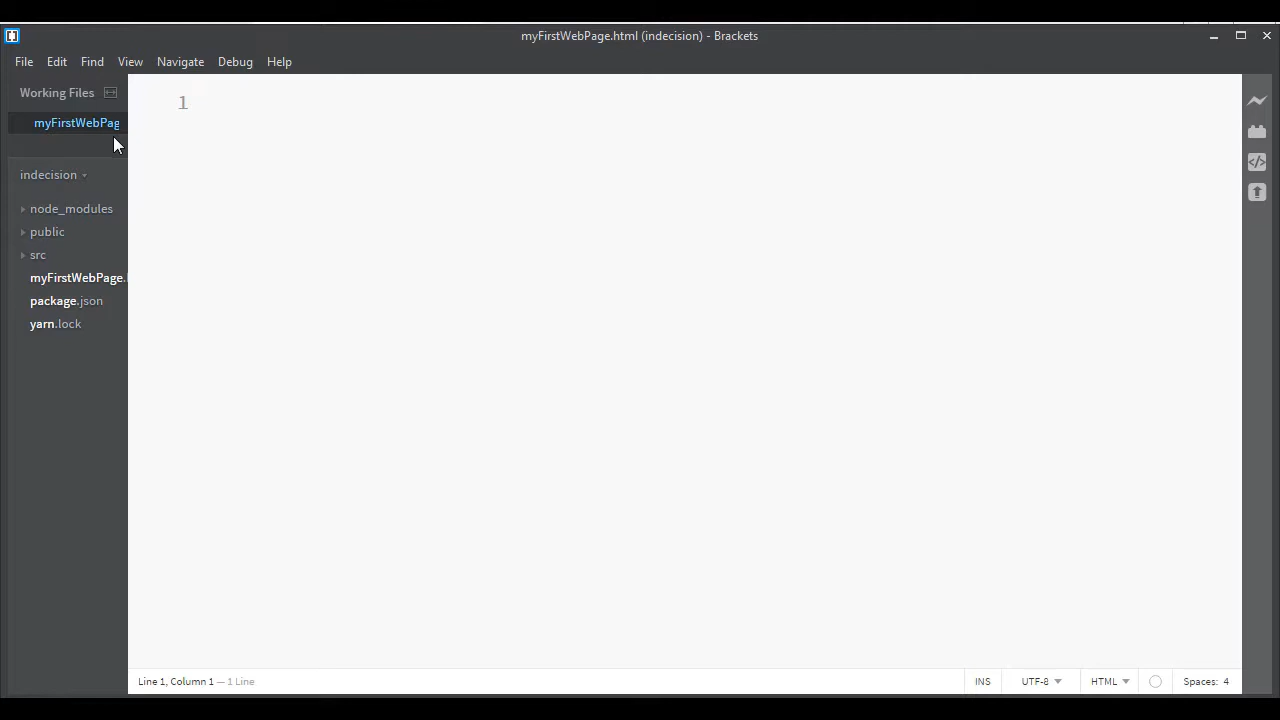 myFirstWebPage.html (indecision) - Brackets
File Edit Find View Navigate Debug Help
Working Files
1
myFirstWebPag
indecision
node_modules
public
src
myFirstWebPage.
package.json
yarn.lock
Line 1, Column 1 — 1 Line
INS UTF-8 HTML Spaces: 4